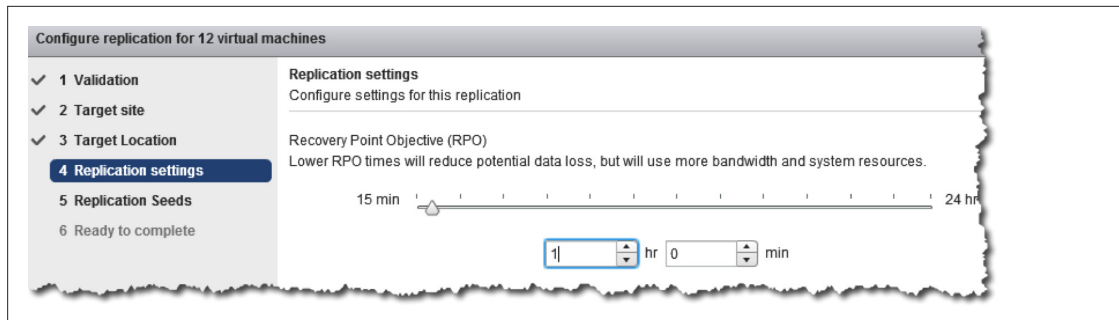 Configure replication for 12 virtual machines
✓ 1 Validation
✓ 2 Target site
✓ 3 Target Location
4 Replication settings
5 Replication Seeds
6 Ready to complete
Replication settings
Configure settings for this replication
Recovery Point Objective (RPO)
Lower RPO times will reduce potential data loss, but will use more bandwidth and system resources.
15 min 24 hr
1 hr 0 min